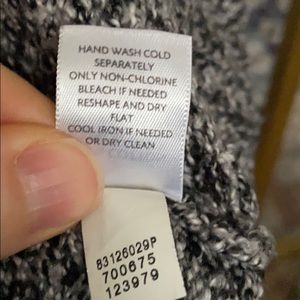 HAND WASH COLD
SEPARATELY
ONLY NON-CHLORINE
BLEACH IF NEEDED
RESHAPE AND DRY
FLAT
COOL IRON IF NEEDED
OR DRY CLEAN
83126029P
700675
123979